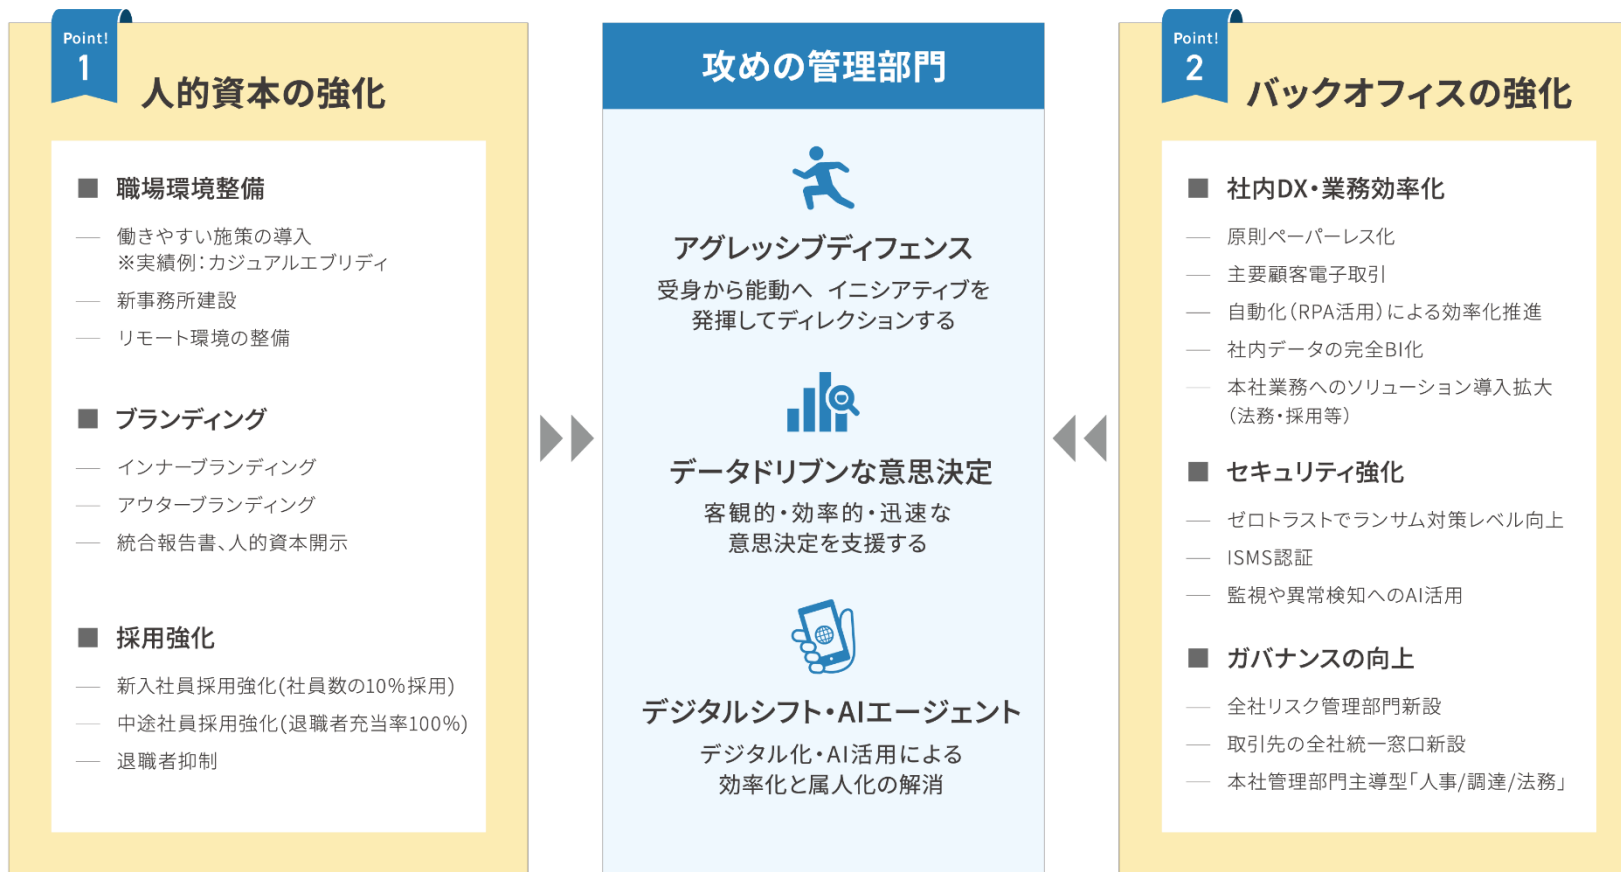 Point!
1
人的資本の強化
■ 職場環境整備
― 働きやすい施策の導入
※実績例：カジュアルエブリディ
― 新事務所建設
― リモート環境の整備
■ ブランディング
― インナーブランディング
― アウターブランディング
― 統合報告書、人的資本開示
■ 採用強化
― 新入社員採用強化(社員数の10％採用)
― 中途社員採用強化(退職者充当率100％)
― 退職者抑制
攻めの管理部門
アグレッシブディフェンス
受身から能動へ　イニシアティブを
発揮してディレクションする
データドリブンな意思決定
客観的・効率的・迅速な
意思決定を支援する
デジタルシフト・AIエージェント
デジタル化・AI活用による
効率化と属人化の解消
Point!
2
バックオフィスの強化
■ 社内DX・業務効率化
― 原則ペーパーレス化
― 主要顧客電子取引
― 自動化（RPA活用）による効率化推進
― 社内データの完全BI化
― 本社業務へのソリューション導入拡大
（法務・採用等）
■ セキュリティ強化
― ゼロトラストでランサム対策レベル向上
― ISMS認証
― 監視や異常検知へのAI活用
■ ガバナンスの向上
― 全社リスク管理部門新設
― 取引先の全社統一窓口新設
― 本社管理部門主導型「人事/調達/法務」